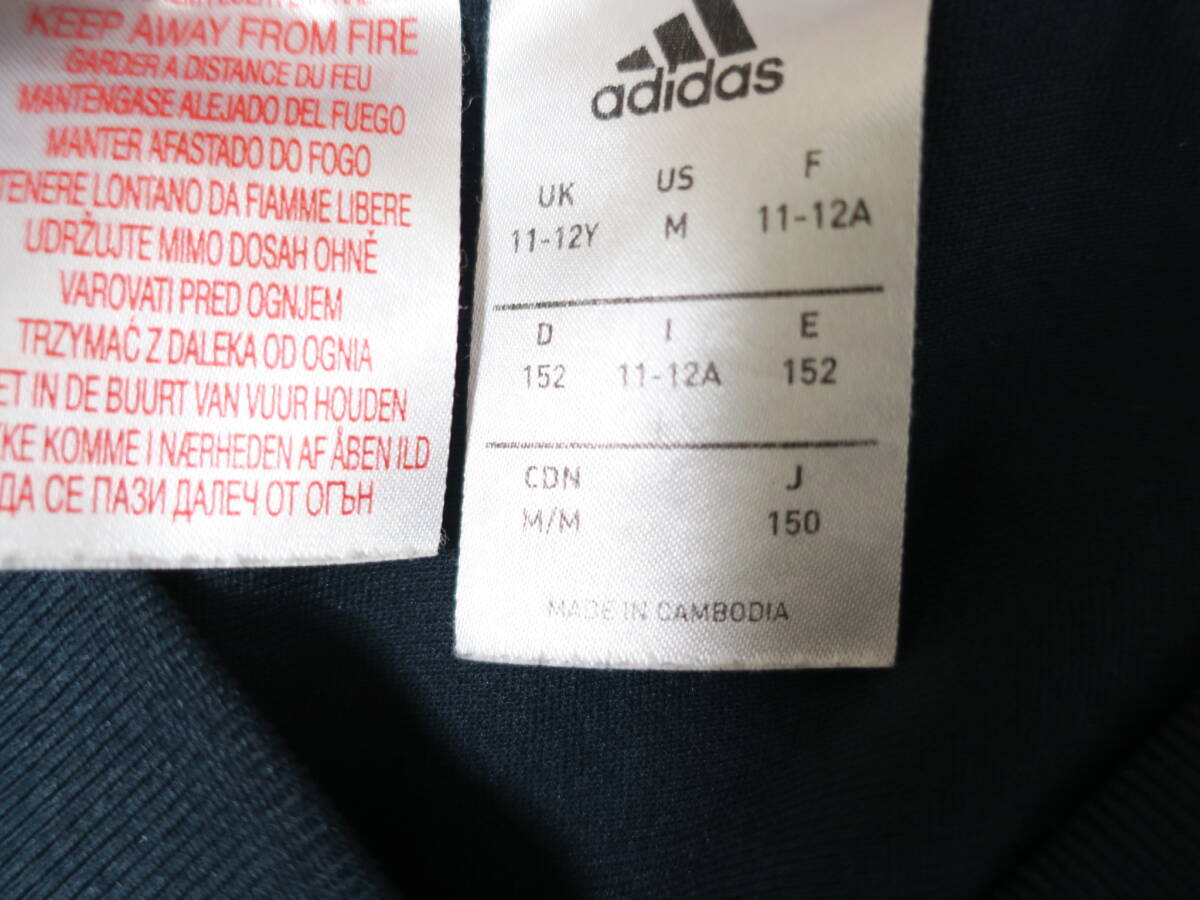 KEEP AWAY FROM FIRE
GARDER A DISTANCE DU FEU
MANTÉNGASE ALEJADO DEL FUEGO
MANTER AFASTADO DO FOGO
TENERE LONTANO DA FIAMME LIBERE
UDRŽUJTE MIMO DOSAH OHNĚ
VAROVATI PRED OGNJEM
TRZYMAĆ Z DALEKA OD OGNIA
ET IN DE BUURT VAN VUUR HOUDEN
KE KOMME I NÆRHEDEN AF ÅBEN ILD
ДА СЕ ПАЗИ ДАЛЕЧ ОТ ОГЪН
adidas
UK US F
11-12Y M 11-12A
D I E
152 11-12A 152
CDN J
M/M 150
MADE IN CAMBODIA